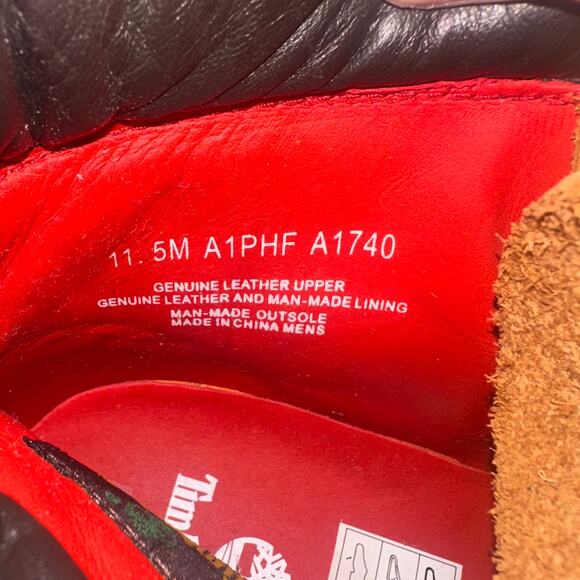 11. 5M A1PHF A1740
GENUINE LEATHER UPPER
GENUINE LEATHER AND MAN-MADE LINING
MAN-MADE OUTSOLE
MADE IN CHINA MENS